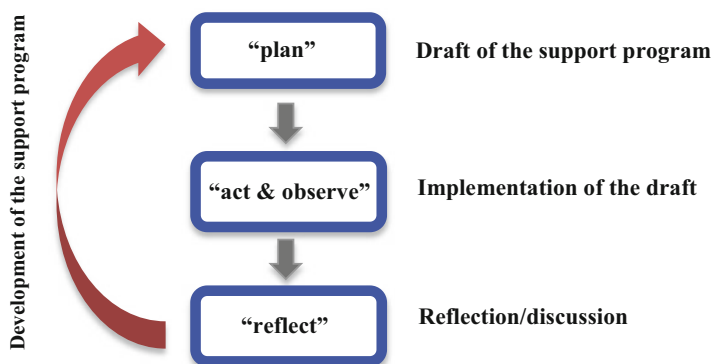 Development of the support program
“plan”
Draft of the support program
“act & observe”
Implementation of the draft
“reflect”
Reflection/discussion